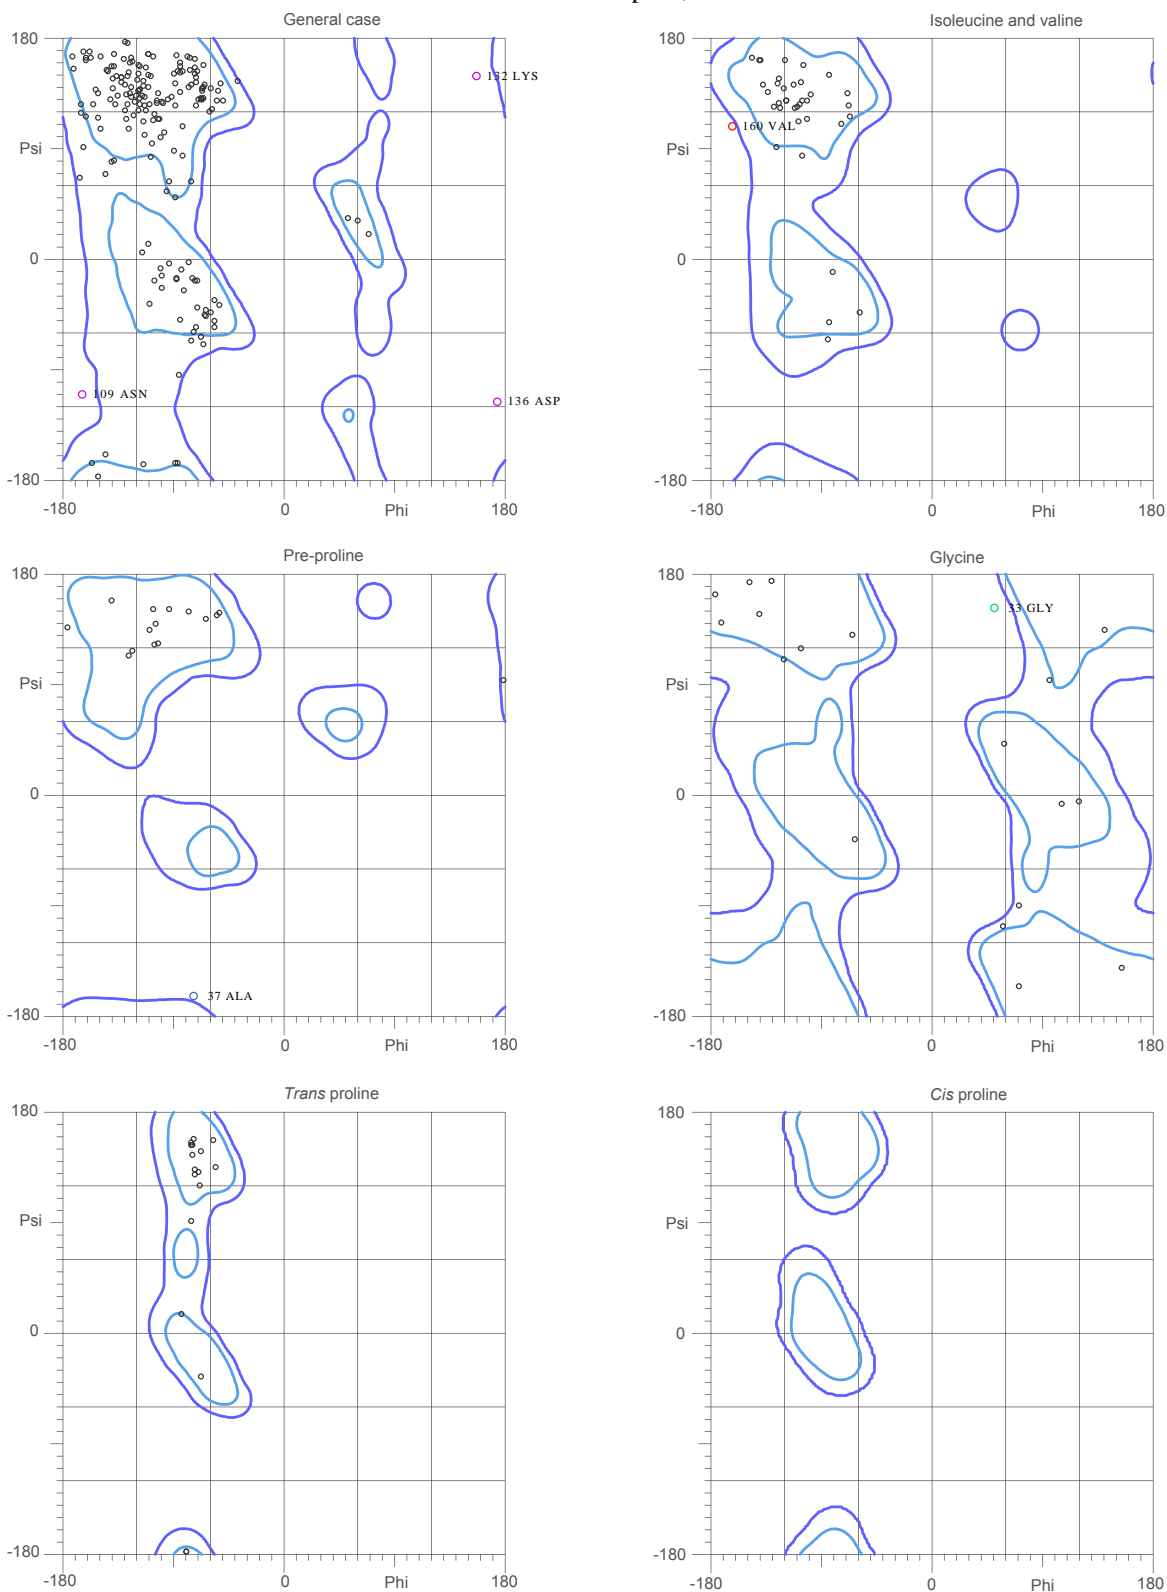 General case
180
Psi
0
-180
-180
0
Phi
180
132 LYS
109 ASN
136 ASP
Isoleucine and valine
180
Psi
0
-180
-180
0
Phi
180
160 VAL
Pre-proline
180
Psi
0
-180
-180
0
Phi
180
37 ALA
Glycine
180
Psi
0
-180
-180
0
Phi
180
33 GLY
Trans proline
180
Psi
0
-180
-180
0
Phi
180
Cis proline
180
Psi
0
-180
-180
0
Phi
180